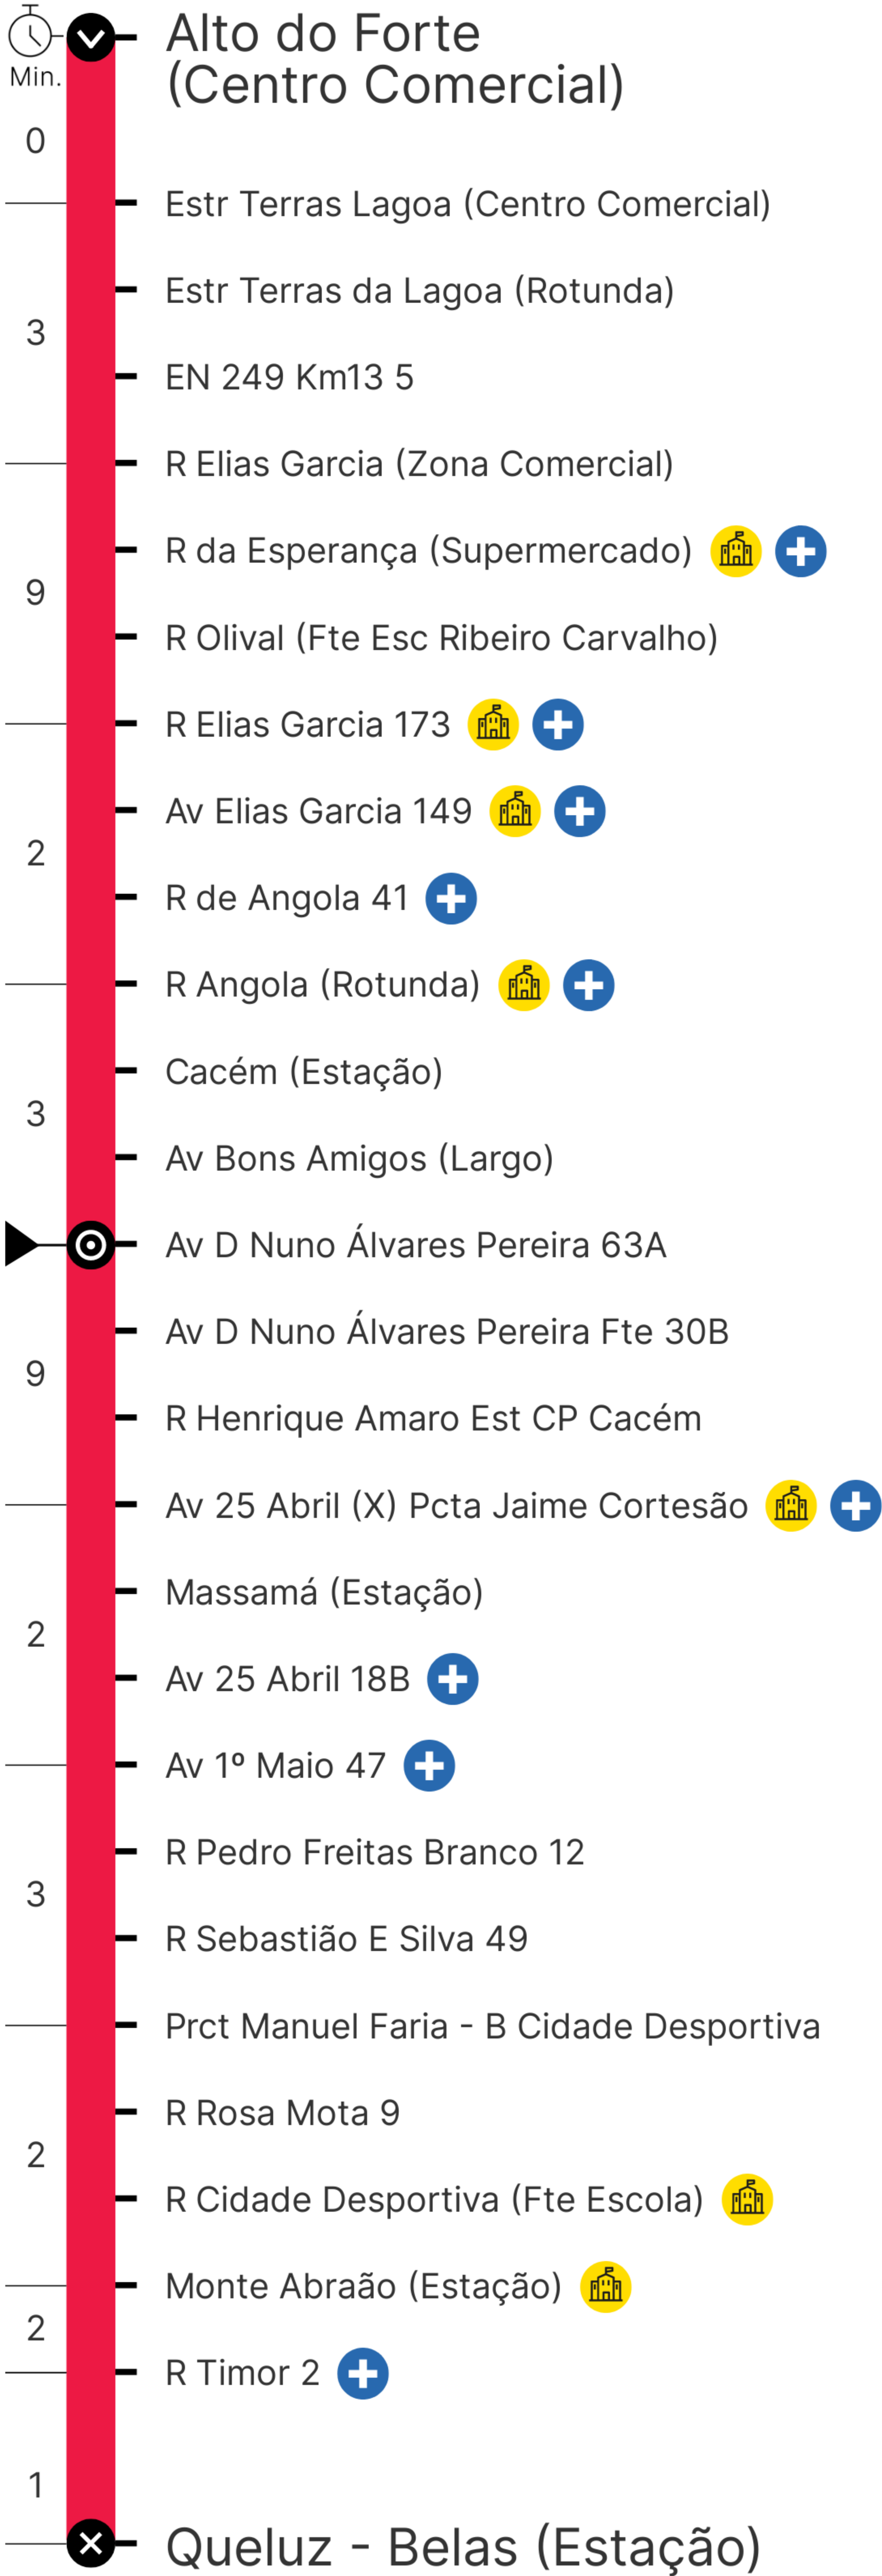 Min.
Alto do Forte
(Centro Comercial)
0
Estr Terras Lagoa (Centro Comercial)
Estr Terras da Lagoa (Rotunda)
3
EN 249 Km13 5
R Elias Garcia (Zona Comercial)
R da Esperança (Supermercado)
9
R Olival (Fte Esc Ribeiro Carvalho)
R Elias Garcia 173
Av Elias Garcia 149
2
R de Angola 41
R Angola (Rotunda)
Cacém (Estação)
3
Av Bons Amigos (Largo)
Av D Nuno Álvares Pereira 63A
Av D Nuno Álvares Pereira Fte 30B
9
R Henrique Amaro Est CP Cacém
Av 25 Abril (X) Pcta Jaime Cortesão
Massamá (Estação)
2
Av 25 Abril 18B
Av 1º Maio 47
R Pedro Freitas Branco 12
3
R Sebastião E Silva 49
Prct Manuel Faria - B Cidade Desportiva
R Rosa Mota 9
2
R Cidade Desportiva (Fte Escola)
Monte Abraão (Estação)
2
R Timor 2
1
Queluz - Belas (Estação)